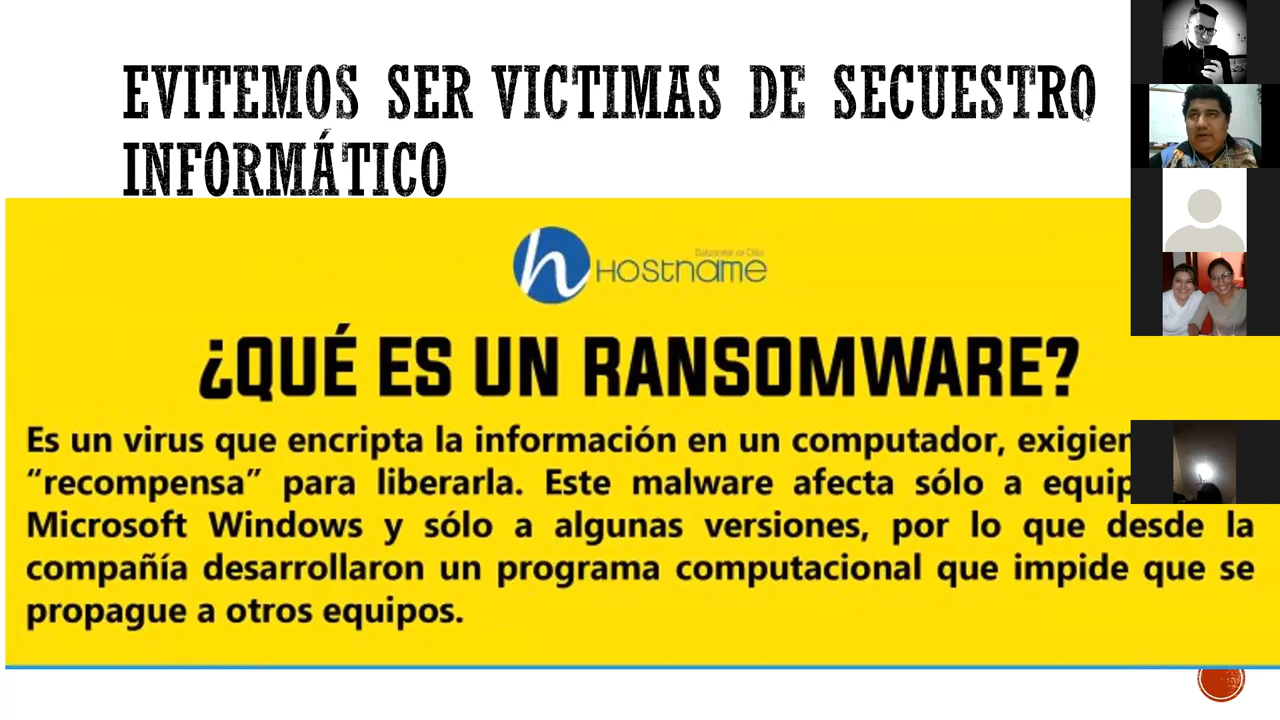 EVITEMOS SER VICTIMAS DE SECUESTRO
INFORMÁTICO
HOSTNAME
¿QUÉ ES UN RANSOMWARE?
Es un virus que encripta la información en un computador,
“recompensa” para liberarla. Este malware afecta sólo a
Microsoft Windows y sólo a algunas versiones, por lo que desde la
compañía desarrollaron un programa computacional que impide que se
propague a otros equipos.